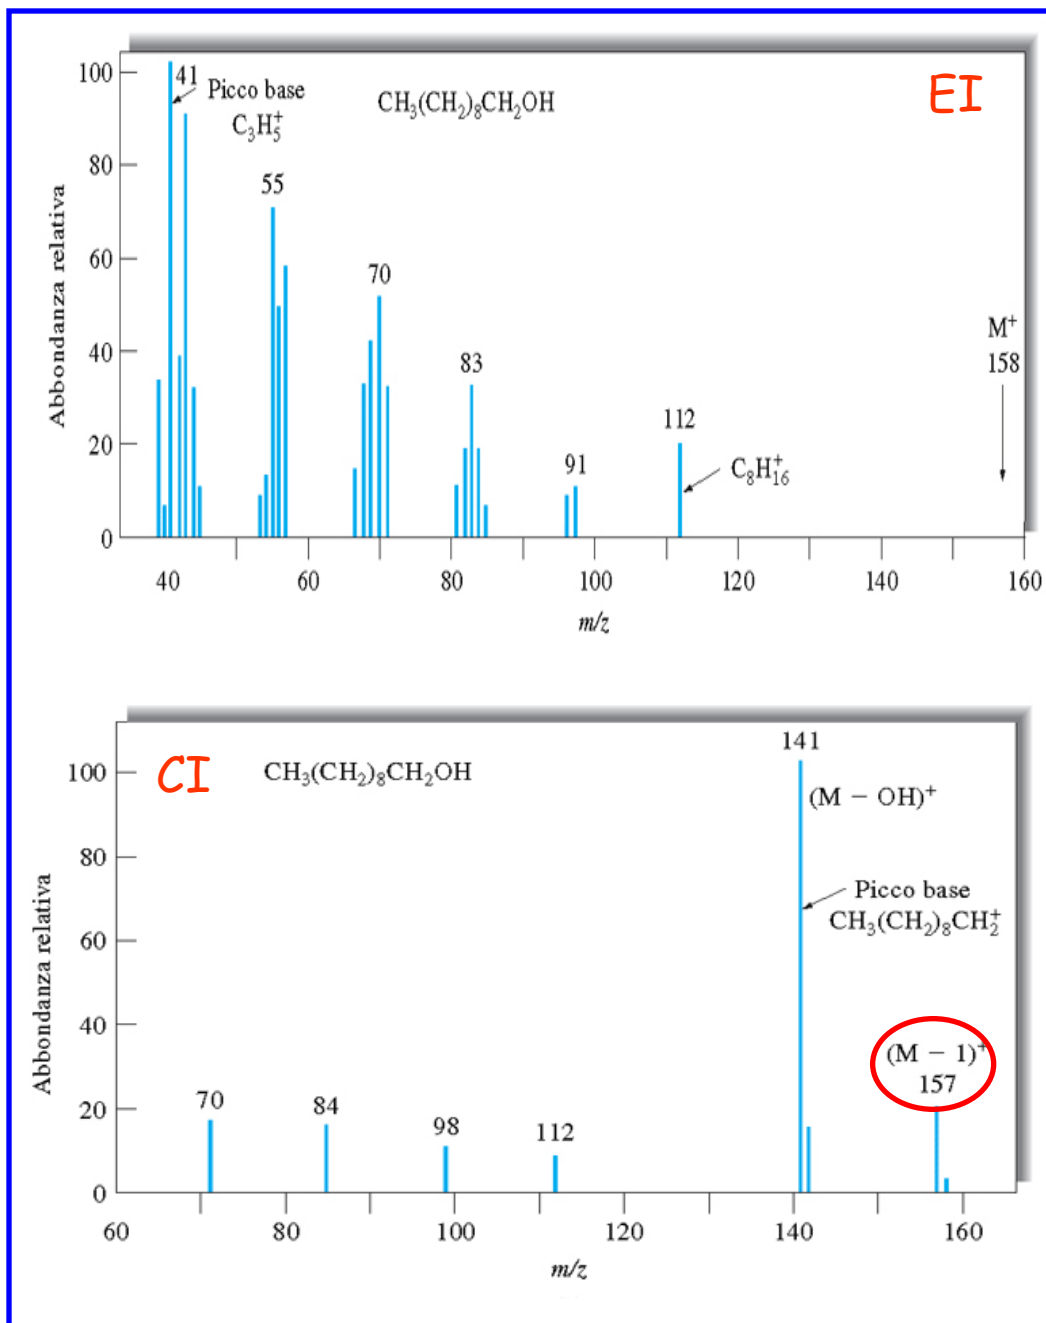 EI
CH₃(CH₂)₈CH₂OH
41
Picco base
C₃H₅⁺
55
70
83
91
112
C₈H₁₆⁺
M⁺
158
Abbondanza relativa
100
80
60
40
20
0
40 60 80 100 120 140 160
m/z
CI
CH₃(CH₂)₈CH₂OH
141
(M − OH)⁺
Picco base
CH₃(CH₂)₈CH₂⁺
(M − 1)⁺
157
70
84
98
112
Abbondanza relativa
100
80
60
40
20
0
60 80 100 120 140 160
m/z